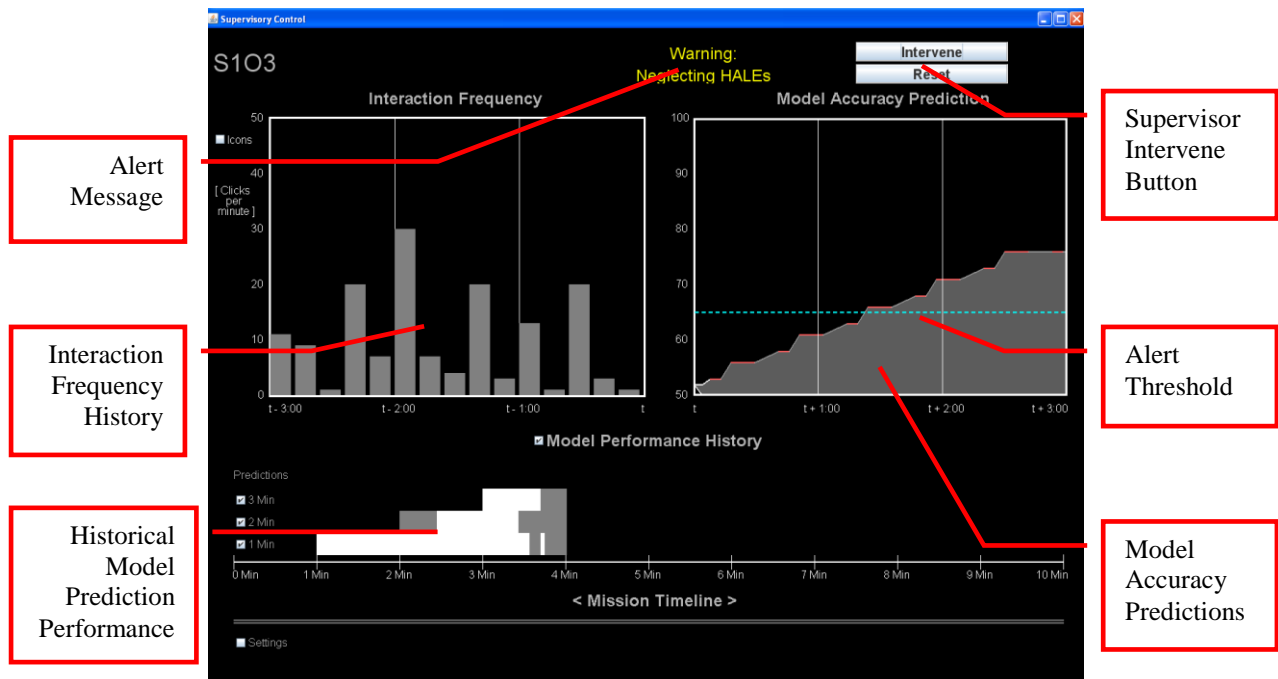 Supervisory Control
S1O3
Warning:
Neglecting HALEs
Intervene
Reset
Interaction Frequency
Model Accuracy Prediction
Icons
[ Clicks
per
minute ]
50
40
30
20
10
0
t - 3:00
t - 2:00
t - 1:00
t
100
90
80
70
60
50
t
t + 1:00
t + 2:00
t + 3:00
Model Performance History
Predictions
3 Min
2 Min
1 Min
0 Min
1 Min
2 Min
3 Min
4 Min
5 Min
6 Min
7 Min
8 Min
9 Min
10 Min
< Mission Timeline >
Settings
Alert
Message
Interaction
Frequency
History
Historical
Model
Prediction
Performance
Supervisor
Intervene
Button
Alert
Threshold
Model
Accuracy
Predictions